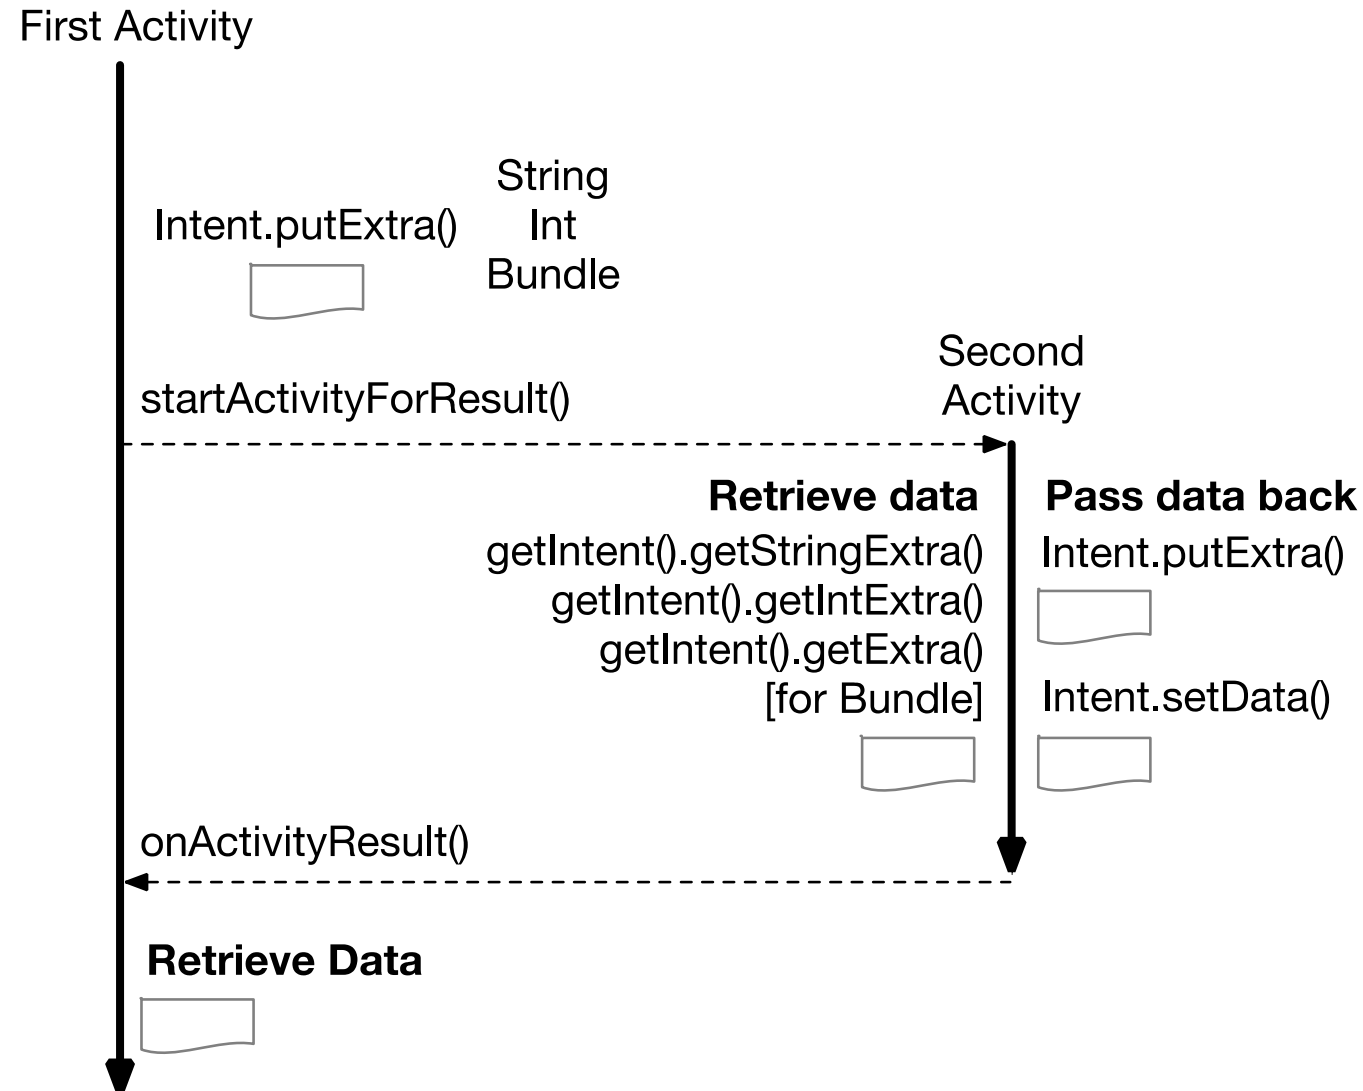 First Activity
String
Intent.putExtra() Int
Bundle
Second
Activity
startActivityForResult()
Retrieve data
getIntent().getStringExtra()
getIntent().getIntExtra()
getIntent().getExtra()
[for Bundle]
Pass data back
Intent.putExtra()
Intent.setData()
onActivityResult()
Retrieve Data